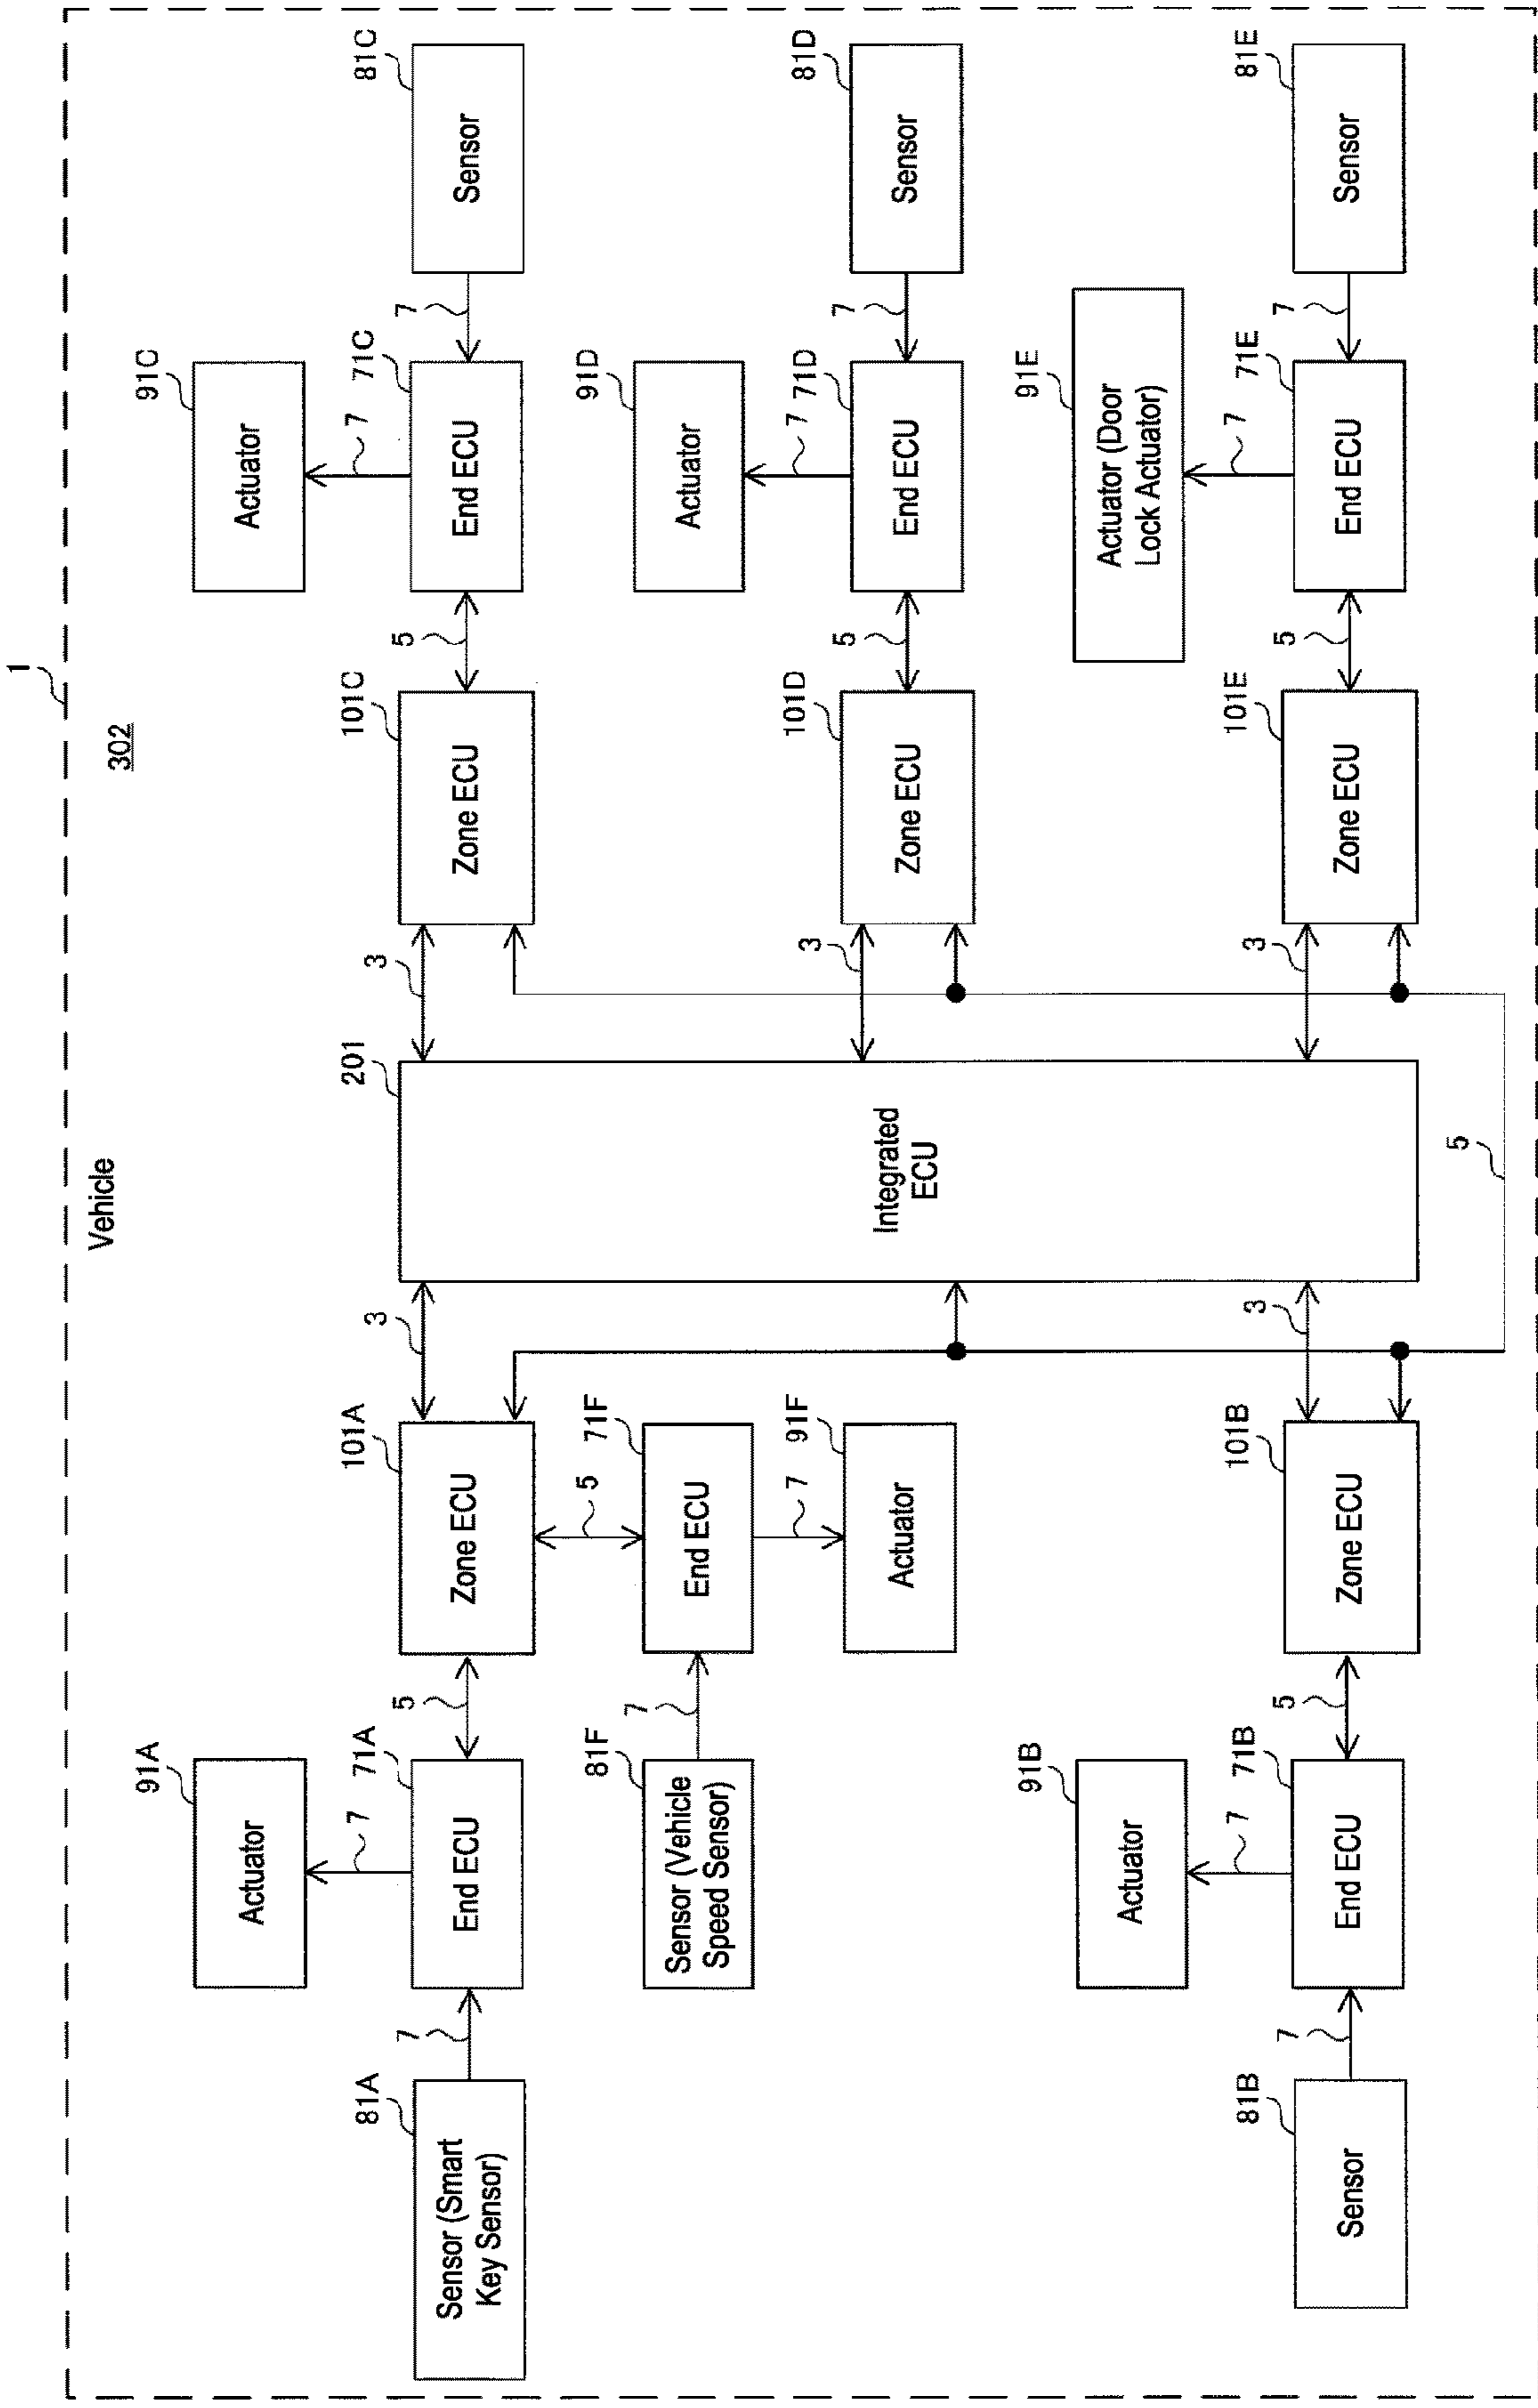 1
Vehicle
302
91A
Actuator
91C
Actuator
81A
Sensor (Smart
Key Sensor)
7
71A
End ECU
7
5
101A
Zone ECU
3
201
Integrated
ECU
3
101C
Zone ECU
5
71C
End ECU
7
7
81C
Sensor
81F
Sensor (Vehicle
Speed Sensor)
7
71F
End ECU
5
7
91F
Actuator
91D
Actuator
3
101D
Zone ECU
5
71D
End ECU
7
7
81D
Sensor
91B
Actuator
91E
Actuator (Door
Lock Actuator)
81B
Sensor
7
71B
End ECU
7
5
101B
Zone ECU
3
3
101E
Zone ECU
5
71E
End ECU
7
7
81E
Sensor
5